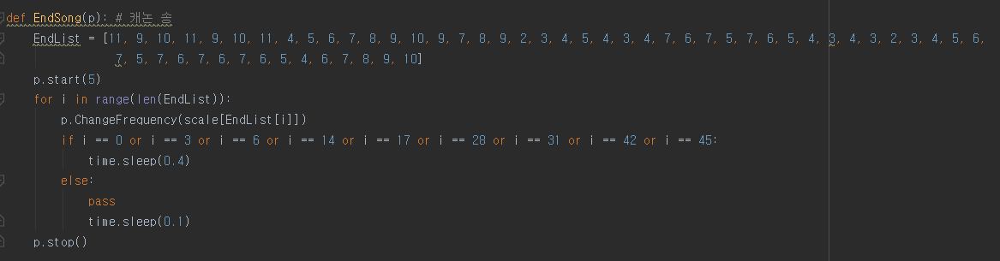 def EndSong(p): # 캐논 송
    EndList = [11, 9, 10, 11, 9, 10, 11, 4, 5, 6, 7, 8, 9, 10, 9, 7, 8, 9, 2, 3, 4, 5, 4, 3, 4, 7, 6, 7, 5, 7, 6, 5, 4, 3, 4, 3, 2, 3, 4, 5, 6,
                7, 5, 7, 6, 7, 6, 7, 6, 5, 4, 6, 7, 8, 9, 10]
    p.start(5)
    for i in range(len(EndList)):
        p.ChangeFrequency(scale[EndList[i]])
        if i == 0 or i == 3 or i == 6 or i == 14 or i == 17 or i == 28 or i == 31 or i == 42 or i == 45:
            time.sleep(0.4)
        else:
            pass
            time.sleep(0.1)
    p.stop()